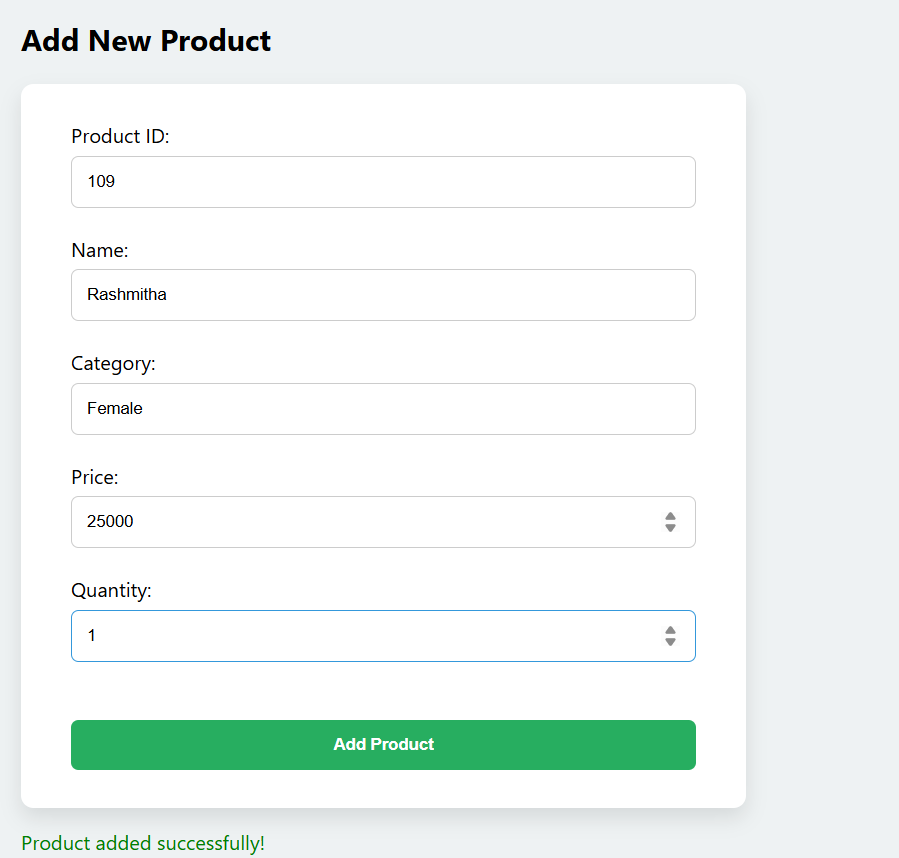 Add New Product
Product ID:
109
Name:
Rashmitha
Category:
Female
Price:
25000
Quantity:
1
Add Product
Product added successfully!